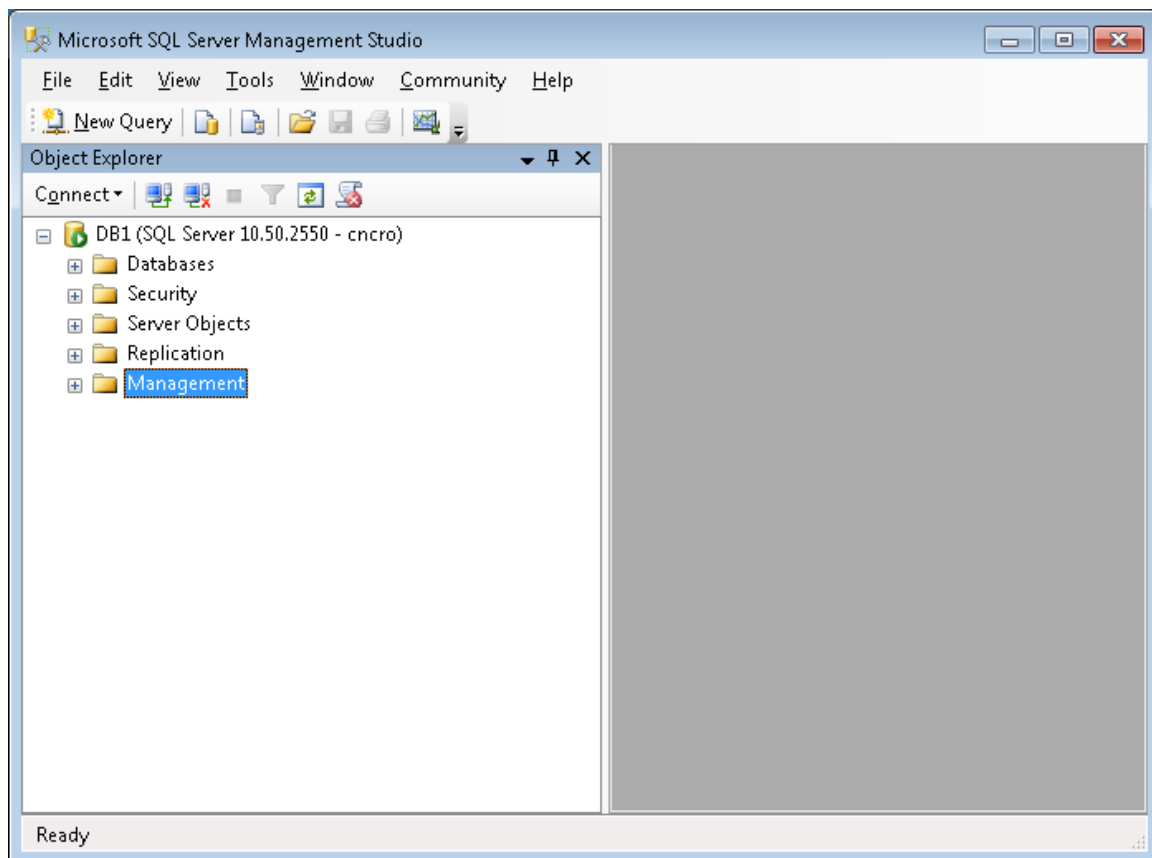 Microsoft SQL Server Management Studio
File Edit View Tools Window Community Help
New Query
Object Explorer
Connect
DB1 (SQL Server 10.50.2550 - cncro)
Databases
Security
Server Objects
Replication
Management
Ready